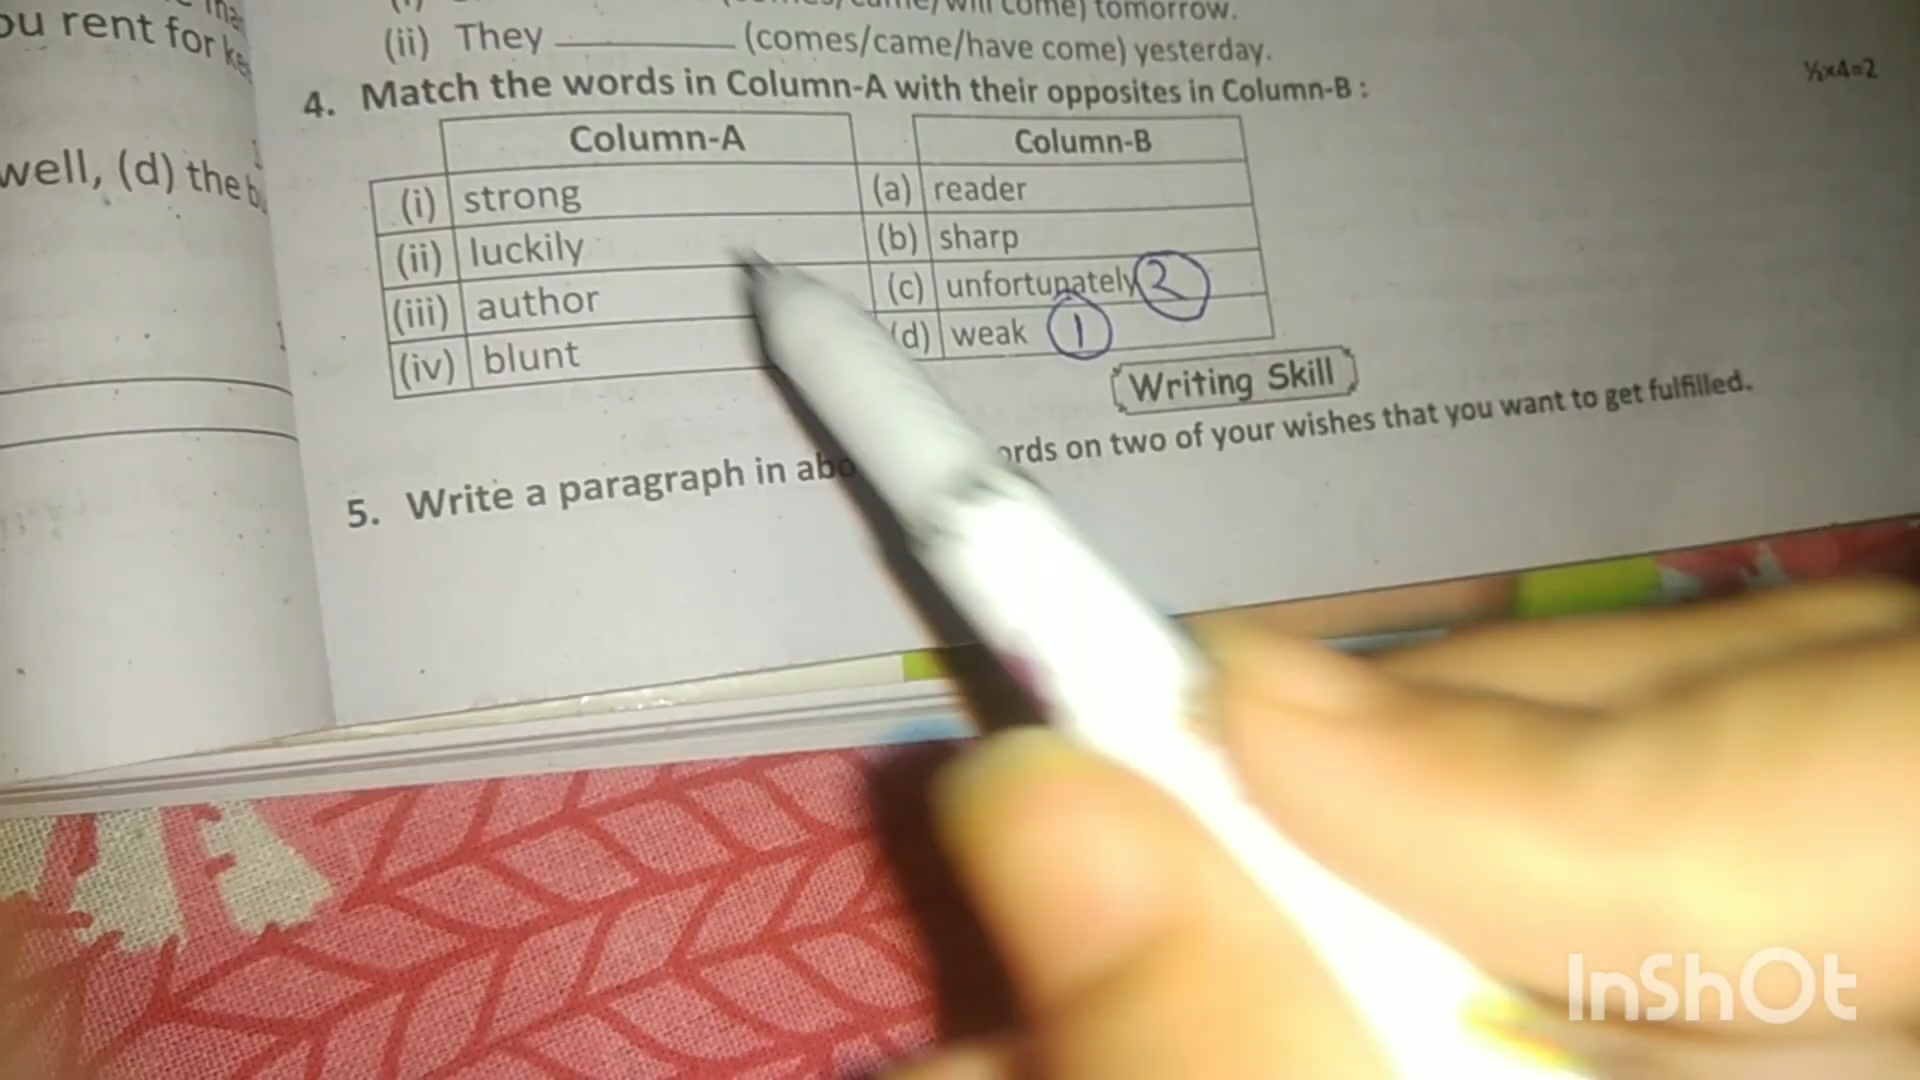 ou rent for
well, (d) the
will come) tomorrow.
(ii) They ________ (comes/came/have come) yesterday.
4. Match the words in Column-A with their opposites in Column-B : ½×4=2
Column-A Column-B
(i) strong (a) reader
(ii) luckily (b) sharp
(iii) author (c) unfortunately 2
(iv) blunt (d) weak 1
Writing Skill
5. Write a paragraph in on two of your wishes that you want to get fulfilled.
InShOt